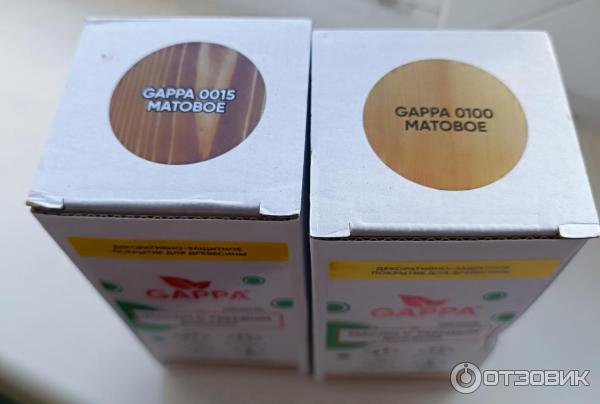 GAPPA 0015
МАТОВОЕ
GAPPA 0100
МАТОВОЕ
ДЕКОРАТИВНО-ЗАЩИТНОЕ
ПОКРЫТИЕ ДЛЯ ДРЕВЕСИНЫ
GAPPA
ДЕКОРАТИВНО-ЗАЩИТНОЕ
ПОКРЫТИЕ ДЛЯ ДРЕВЕСИНЫ
GAPPA
ОТЗОВИК